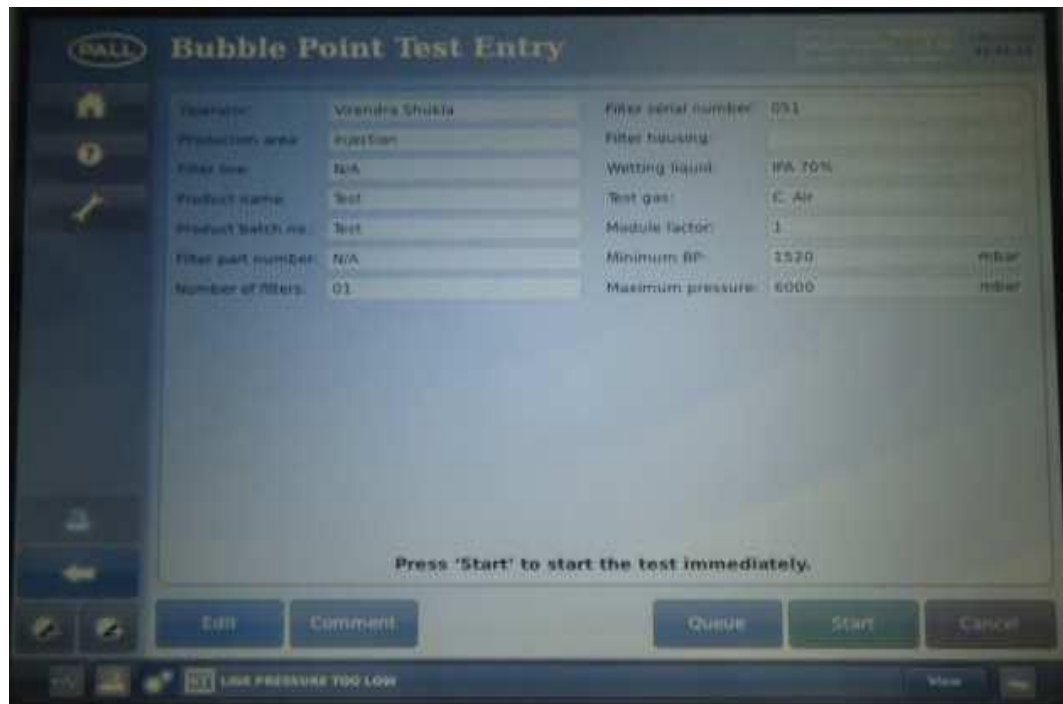 PALL
Bubble Point Test Entry
Operator: Virendra Shukla
Production area: Injection
Filter line: N/A
Product name: Test
Product batch no.: Test
Filter part number: N/A
Number of filters: 01
Filter serial number: 051
Filter housing:
Wetting liquid: IPA 70%
Test gas: C. Air
Module factor: 1
Minimum BP: 1520 mbar
Maximum pressure: 6000 mbar
Press 'Start' to start the test immediately.
Edit Comment Queue Start Cancel
LINE PRESSURE TOO LOW View